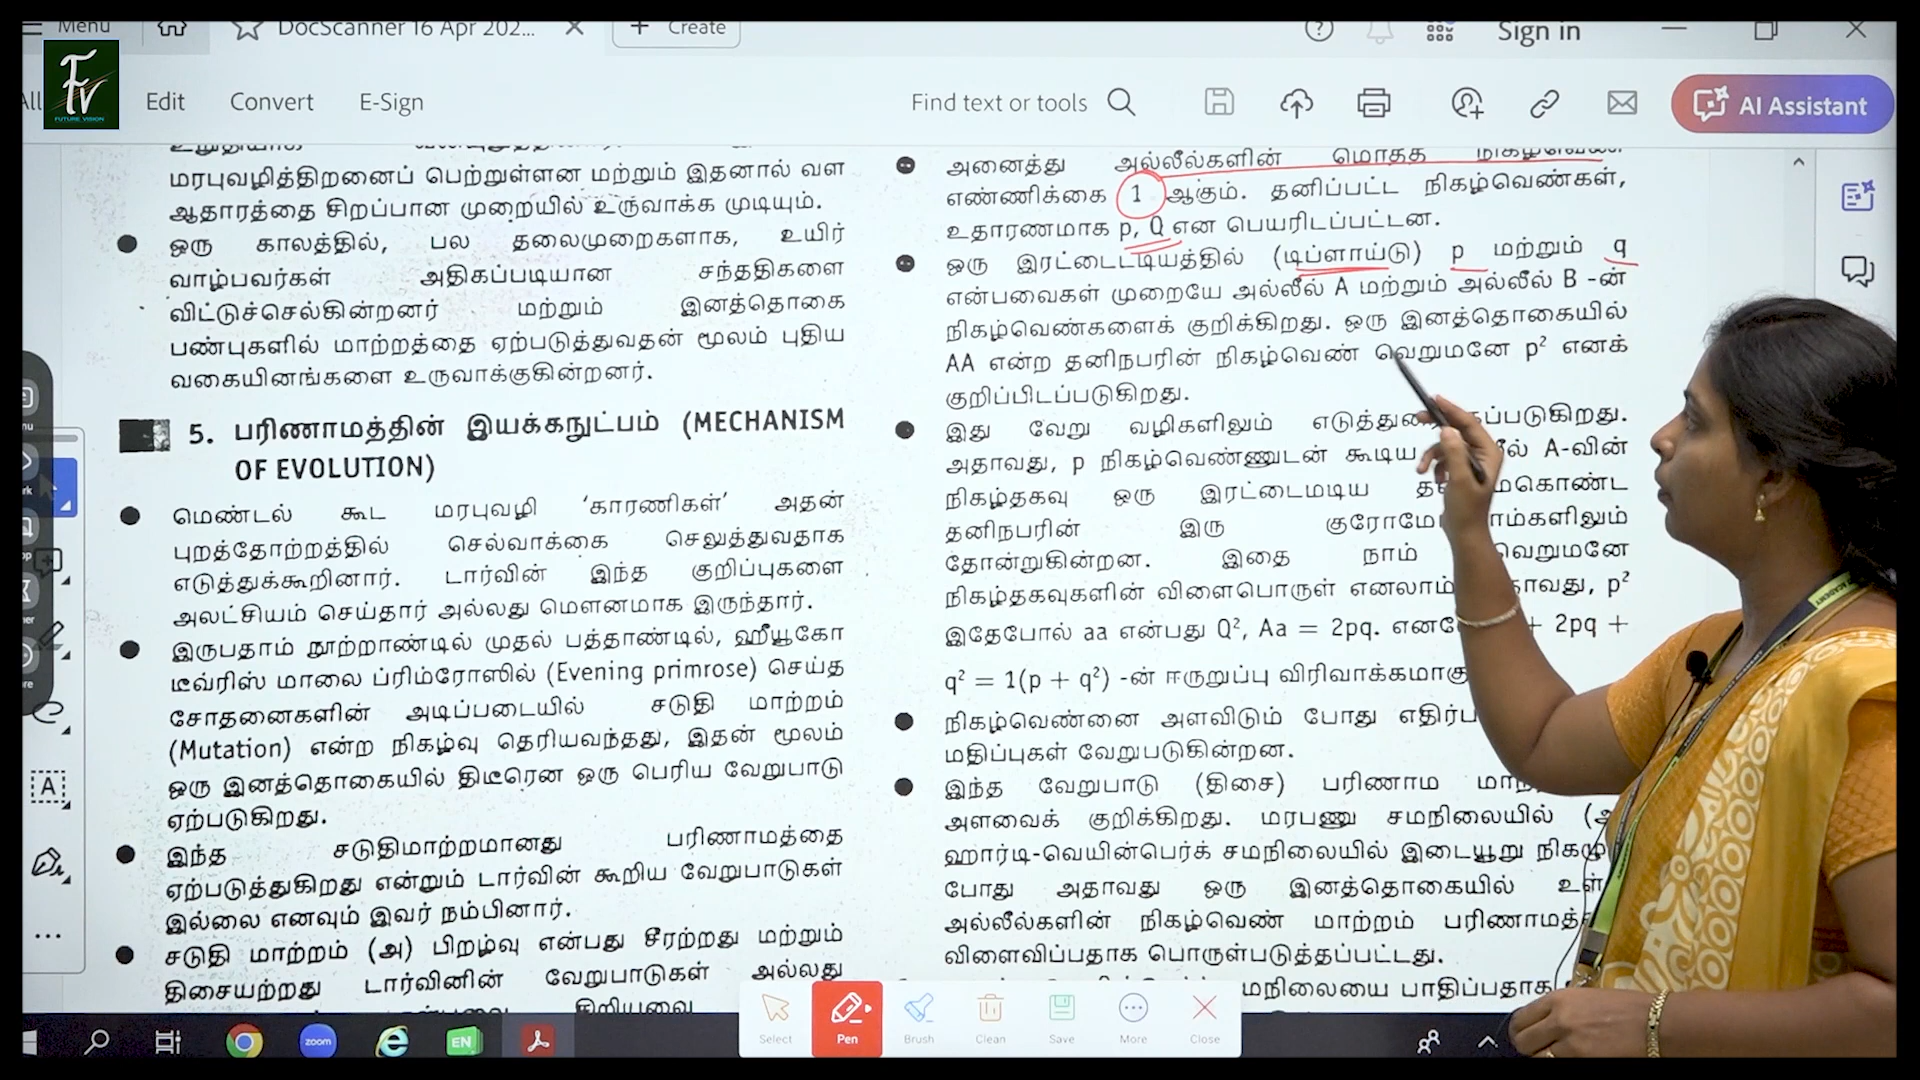 Menu
DocScanner 16 Apr 202...
Create
Sign in
All
Edit
Convert
E-Sign
Find text or tools
AI Assistant
FV
FUTURE VISION
மரபுவழித்திறனைப் பெற்றுள்ளன மற்றும் இதனால் வள
ஆதாரத்தை சிறப்பான முறையில் உருவாக்க முடியும்.
ஒரு காலத்தில், பல தலைமுறைகளாக, உயிர்
வாழ்பவர்கள் அதிகப்படியான சந்ததிகளை
விட்டுச்செல்கின்றனர் மற்றும் இனத்தொகை
பண்புகளில் மாற்றத்தை ஏற்படுத்துவதன் மூலம் புதிய
வகையினங்களை உருவாக்குகின்றனர்.
5. பரிணாமத்தின் இயக்கநுட்பம் (MECHANISM
OF EVOLUTION)
மெண்டல் கூட மரபுவழி ‘காரணிகள்’ அதன்
புறத்தோற்றத்தில் செல்வாக்கை செலுத்துவதாக
எடுத்துக்கூறினார். டார்வின் இந்த குறிப்புகளை
அலட்சியம் செய்தார் அல்லது மௌனமாக இருந்தார்.
இருபதாம் நூற்றாண்டில் முதல் பத்தாண்டில், ஹீயூகோ
டீவ்ரிஸ் மாலை ப்ரிம்ரோஸில் (Evening primrose) செய்த
சோதனைகளின் அடிப்படையில் சடுதி மாற்றம்
(Mutation) என்ற நிகழ்வு தெரியவந்தது, இதன் மூலம்
ஒரு இனத்தொகையில் திடீரென ஒரு பெரிய வேறுபாடு
ஏற்படுகிறது.
இந்த சடுதிமாற்றமானது பரிணாமத்தை
ஏற்படுத்துகிறது என்றும் டார்வின் கூறிய வேறுபாடுகள்
இல்லை எனவும் இவர் நம்பினார்.
சடுதி மாற்றம் (அ) பிறழ்வு என்பது சீரற்றது மற்றும்
திசையற்றது டார்வினின் வேறுபாடுகள் அல்லது
அனைத்து அல்லீல்களின் மொத்த
எண்ணிக்கை 1 ஆகும். தனிப்பட்ட நிகழ்வெண்கள்,
உதாரணமாக p, Q என பெயரிடப்பட்டன.
ஒரு இரட்டைடடியத்தில் (டிப்ளாய்டு) p மற்றும் q
என்பவைகள் முறையே அல்லீல் A மற்றும் அல்லீல் B -ன்
நிகழ்வெண்களைக் குறிக்கிறது. ஒரு இனத்தொகையில்
AA என்ற தனிநபரின் நிகழ்வெண் வெறுமனே p² எனக்
குறிப்பிடப்படுகிறது.
இது வேறு வழிகளிலும்
அதாவது, p நிகழ்வெண்ணுடன் கூடிய A-வின்
நிகழ்தகவு ஒரு இரட்டைமடிய
தனிநபரின் இரு
தோன்றுகின்றன. இதை நாம் வெறுமனே
நிகழ்தகவுகளின் விளைபொருள் எனலாம் p²
இதேபோல் aa என்பது Q², Aa = 2pq. + 2pq +
q² = 1(p + q²) -ன் ஈருறுப்பு
நிகழ்வெண்னை அளவிடும் போது
மதிப்புகள் வேறுபடுகின்றன.
இந்த வேறுபாடு (திசை) பரிணாம
அளவைக் குறிக்கிறது. மரபணு சமநிலையில்
ஹார்டி-வெயின்பெர்க் சமநிலையில் இடையூறு
போது அதாவது ஒரு இனத்தொகையில்
அல்லீல்களின் நிகழ்வெண் மாற்றம்
விளைவிப்பதாக பொருள்படுத்தப்பட்டது.
பாதிப்பதாக
Select
Pen
Brush
Clean
Save
More
Close
zoom
EN